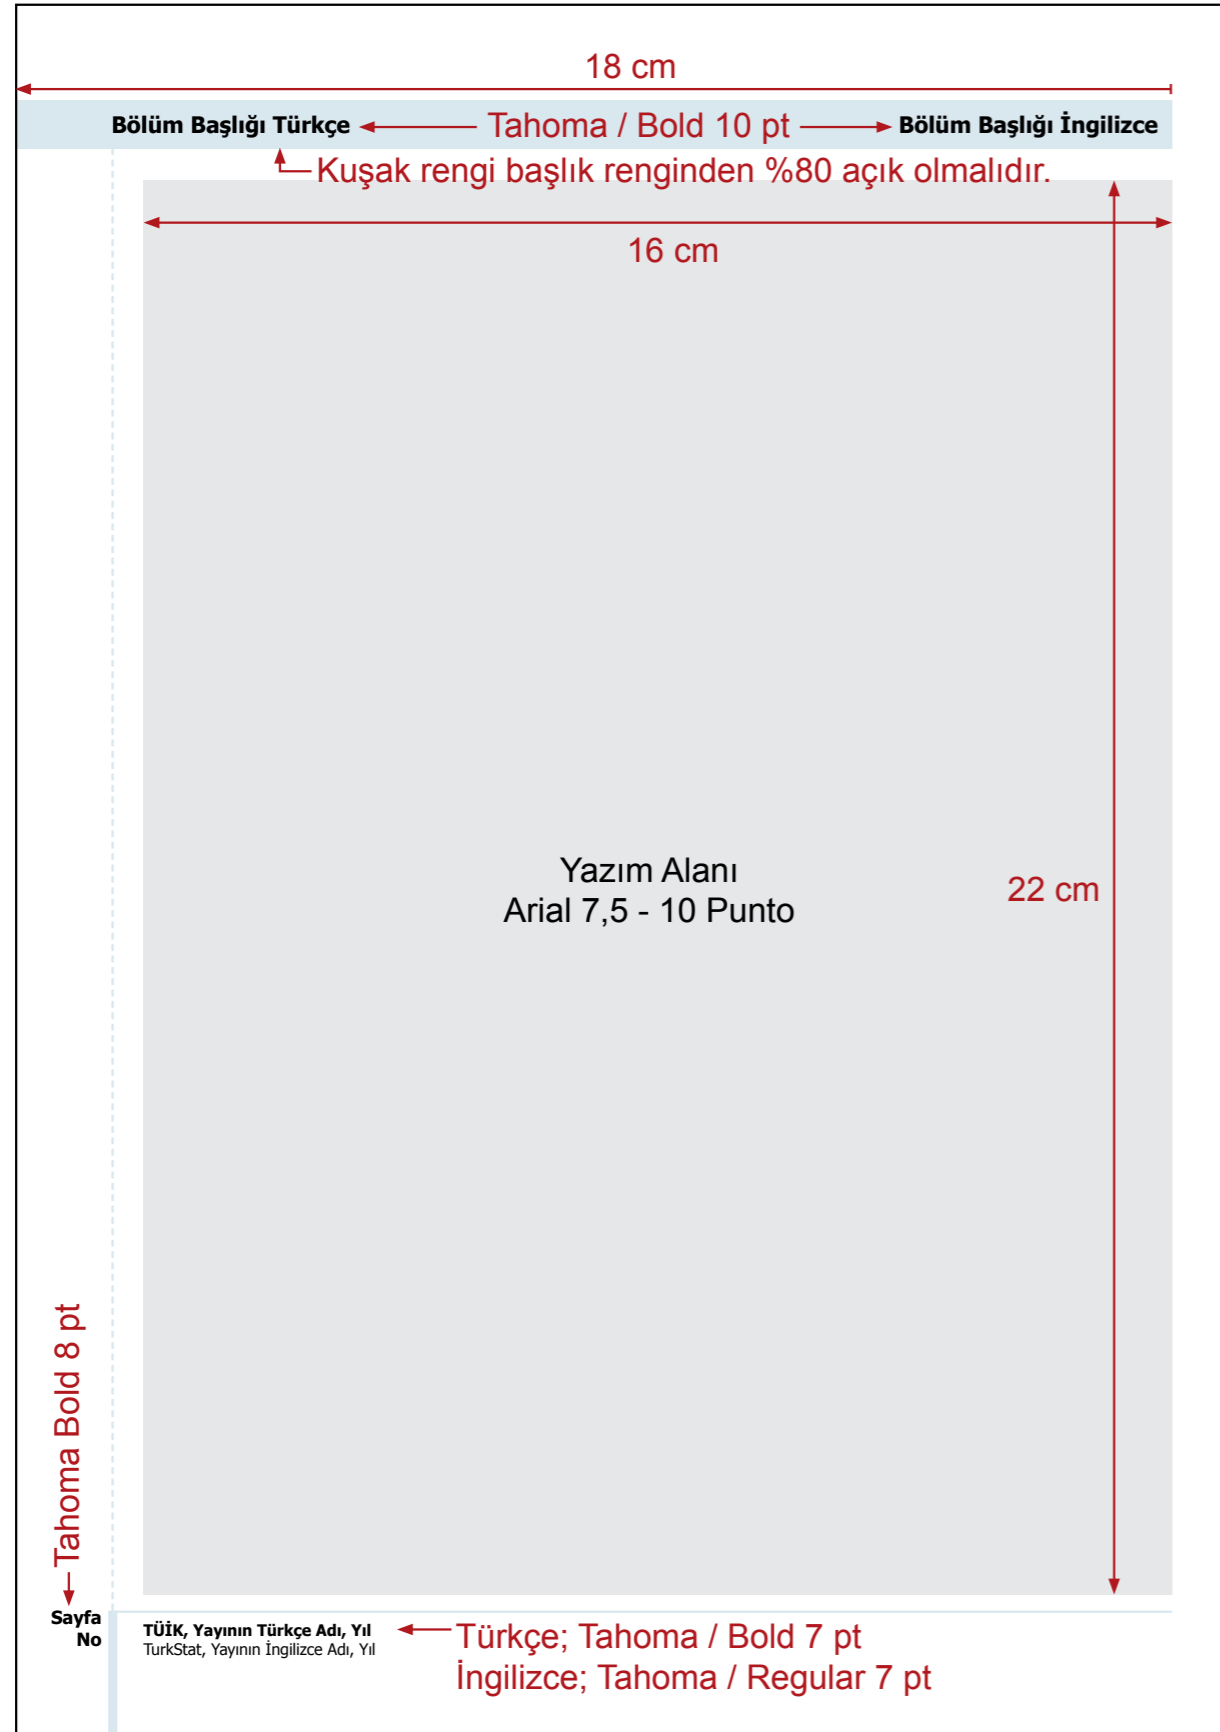 18 cm
Bölüm Başlığı Türkçe Tahoma / Bold 10 pt Bölüm Başlığı İngilizce
Kuşak rengi başlık renginden %80 açık olmalıdır.
16 cm
Yazım Alanı
Arial 7,5 - 10 Punto
22 cm
Tahoma Bold 8 pt
Sayfa
No
TÜİK, Yayının Türkçe Adı, Yıl
TurkStat, Yayının İngilizce Adı, Yıl
Türkçe; Tahoma / Bold 7 pt
İngilizce; Tahoma / Regular 7 pt